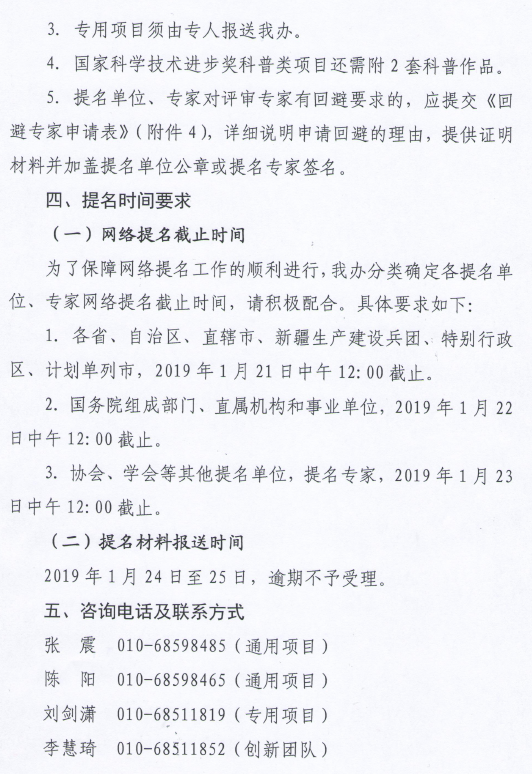 3. 专用项目须由专人报送我办。
4. 国家科学技术进步奖科普类项目还需附 2 套科普作品。
5. 提名单位、专家对评审专家有回避要求的，应提交《回
避专家申请表》（附件 4），详细说明申请回避的理由，提供证明
材料并加盖提名单位公章或提名专家签名。
四、提名时间要求
（一）网络提名截止时间
为了保障网络提名工作的顺利进行，我办分类确定各提名单
位、专家网络提名截止时间，请积极配合。具体要求如下：
1. 各省、自治区、直辖市、新疆生产建设兵团、特别行政
区、计划单列市，2019 年 1 月 21 日中午 12：00 截止。
2. 国务院组成部门、直属机构和事业单位，2019 年 1 月 22
日中午 12：00 截止。
3. 协会、学会等其他提名单位，提名专家，2019 年 1 月 23
日中午 12：00 截止。
（二）提名材料报送时间
2019 年 1 月 24 日至 25 日，逾期不予受理。
五、咨询电话及联系方式
张　震　010-68598485（通用项目）
陈　阳　010-68598465（通用项目）
刘剑潇　010-68511819（专用项目）
李慧琦　010-68511852（创新团队）